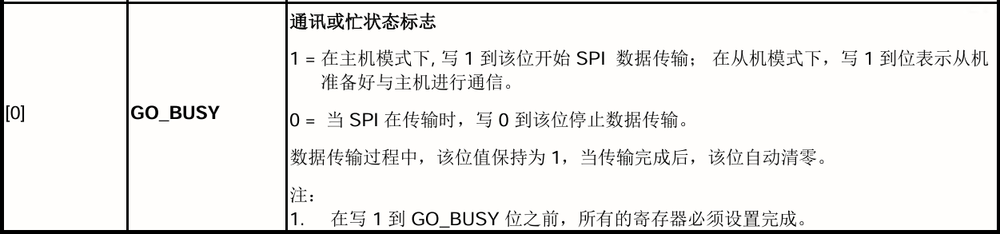 通讯或忙状态标志
1 = 在主机模式下, 写 1 到该位开始 SPI 数据传输； 在从机模式下，写 1 到位表示从机
准备好与主机进行通信。
[0]
GO_BUSY
0 = 当 SPI 在传输时，写 0 到该位停止数据传输。
数据传输过程中，该位值保持为 1，当传输完成后，该位自动清零。
注：
1. 在写 1 到 GO_BUSY 位之前，所有的寄存器必须设置完成。